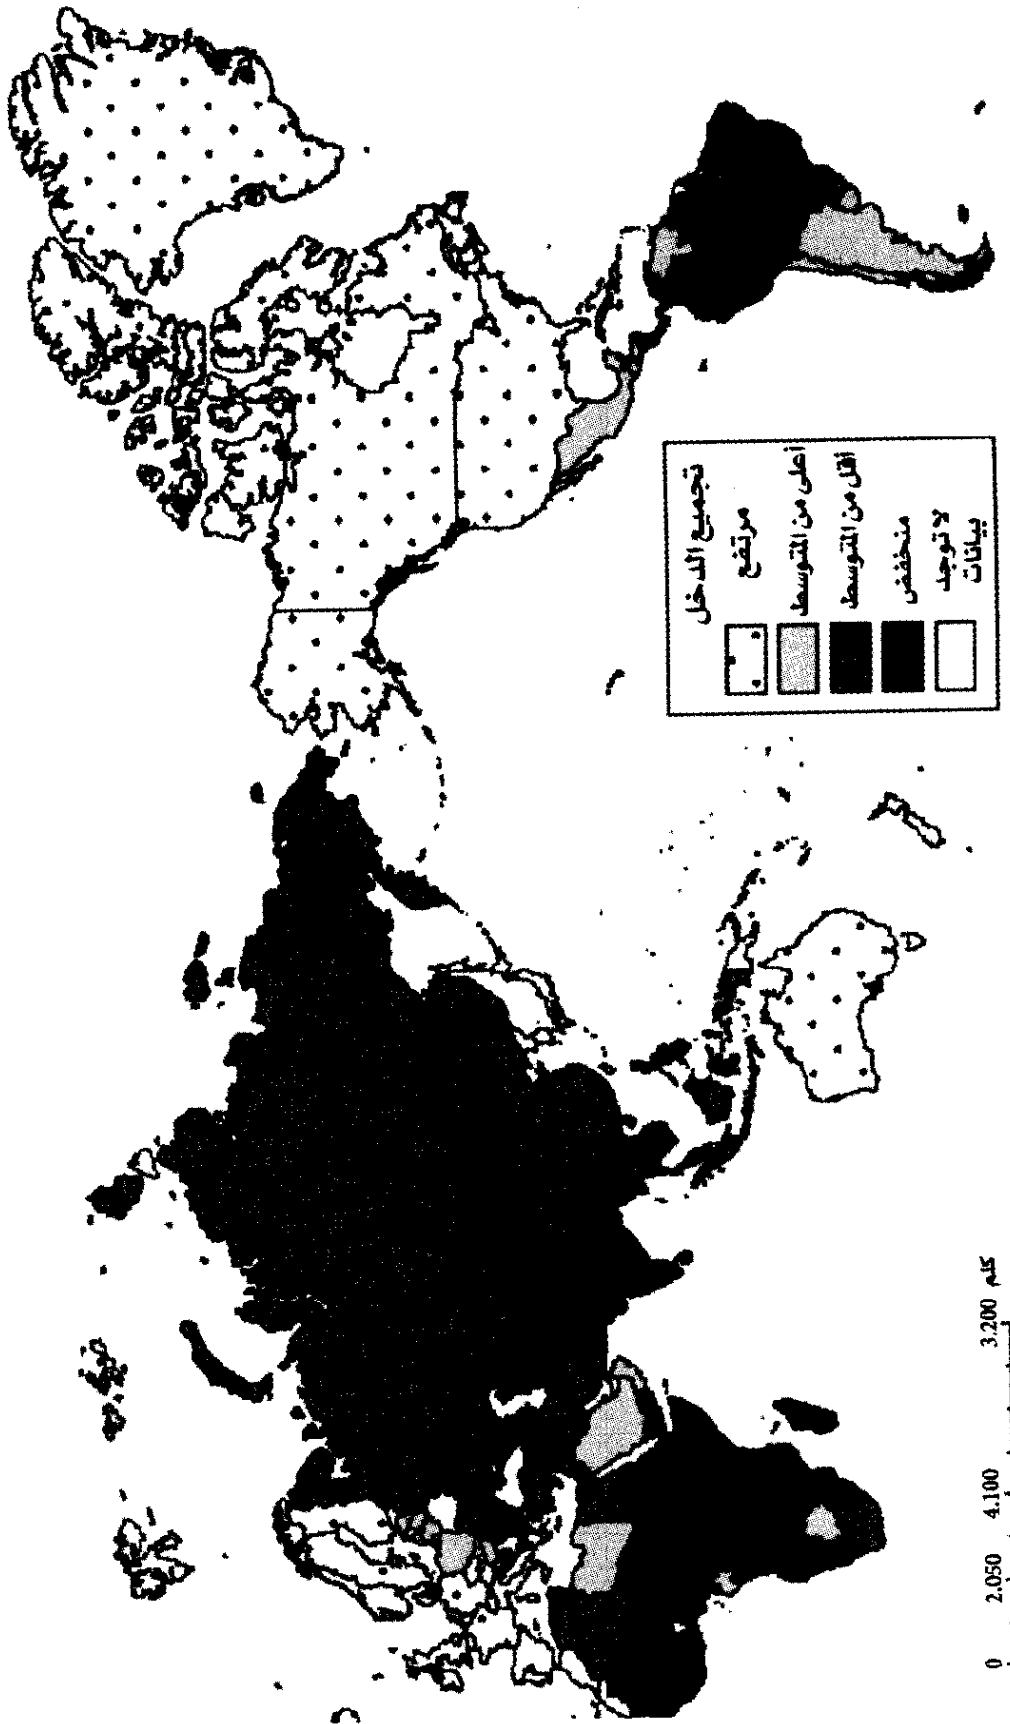 تجميع الدخل
مرتفع
أعلى من المتوسط
أقل من المتوسط
منخفض
لا توجد
بيانات
0 2.050 4.100 3.200 كلم